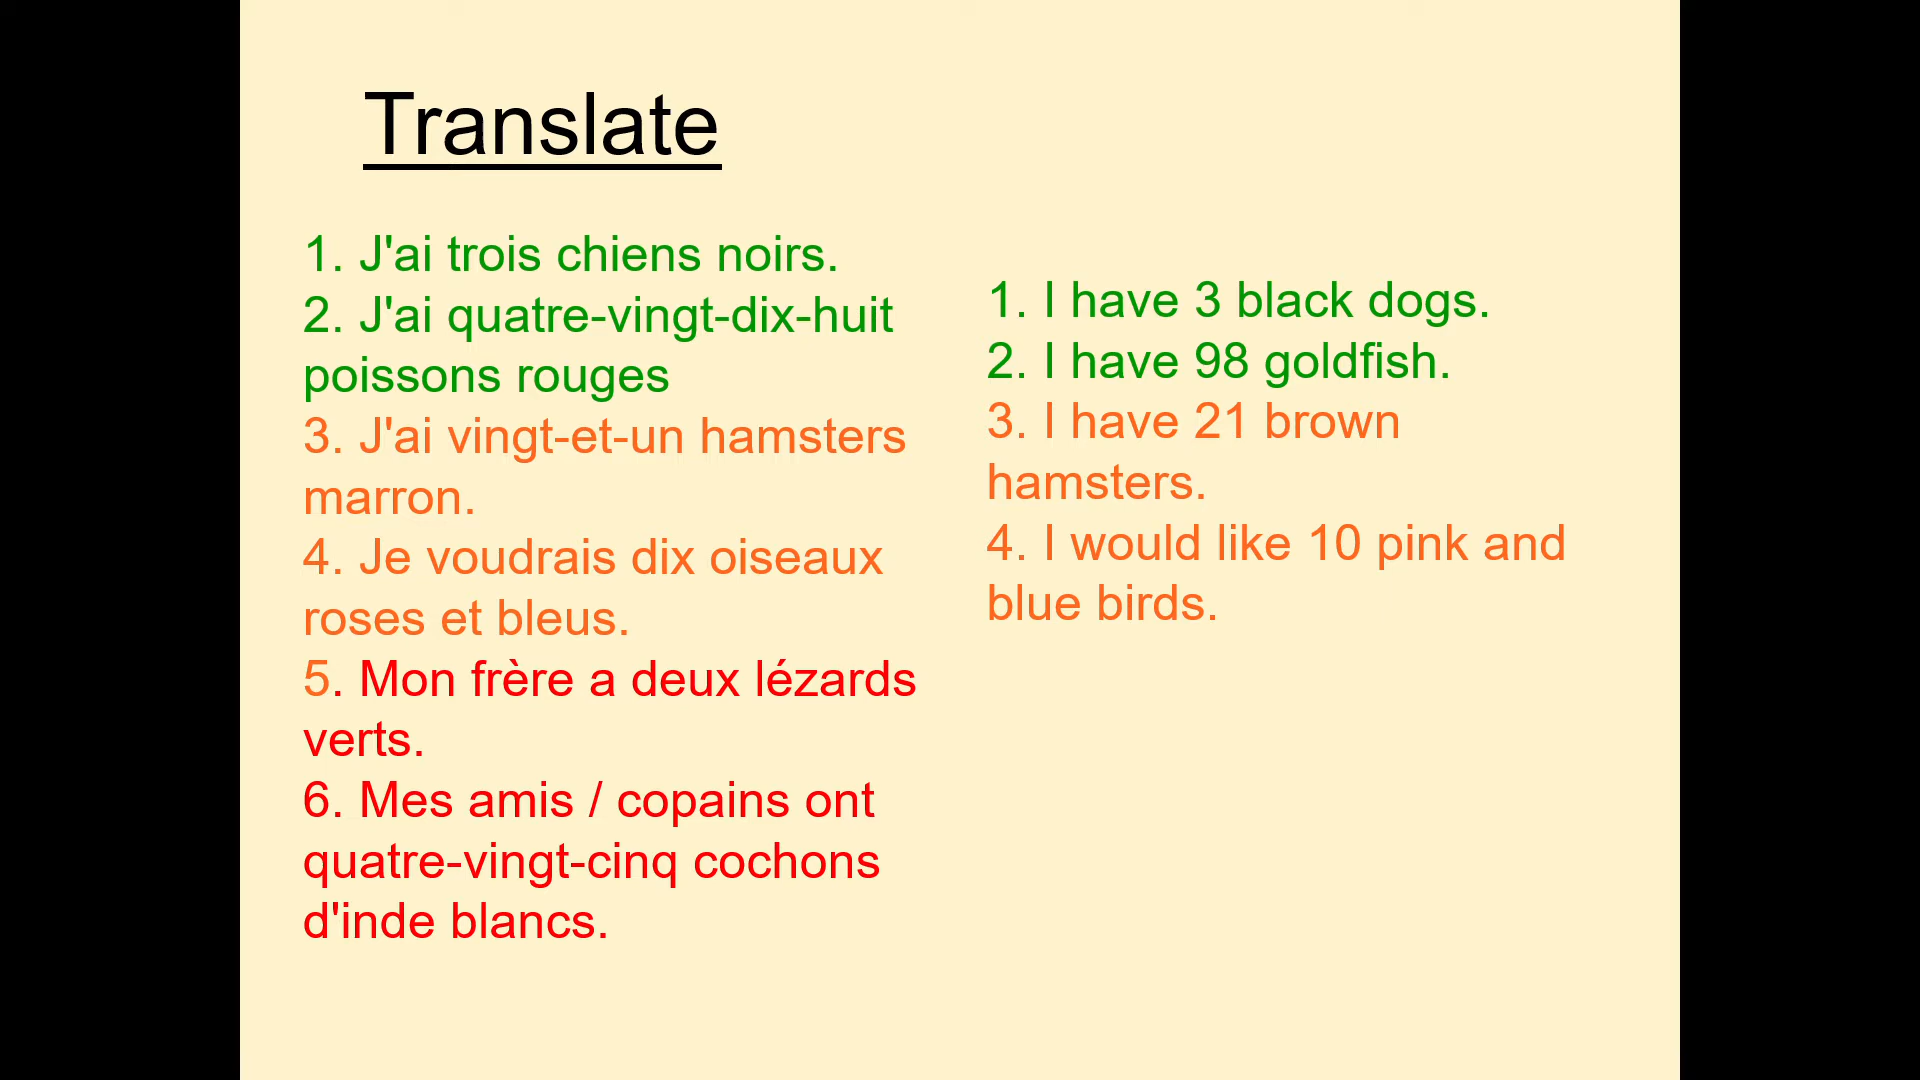 Translate
1. J'ai trois chiens noirs.
2. J'ai quatre-vingt-dix-huit
poissons rouges
3. J'ai vingt-et-un hamsters
marron.
4. Je voudrais dix oiseaux
roses et bleus.
5. Mon frère a deux lézards
verts.
6. Mes amis / copains ont
quatre-vingt-cinq cochons
d'inde blancs.
1. I have 3 black dogs.
2. I have 98 goldfish.
3. I have 21 brown
hamsters.
4. I would like 10 pink and
blue birds.